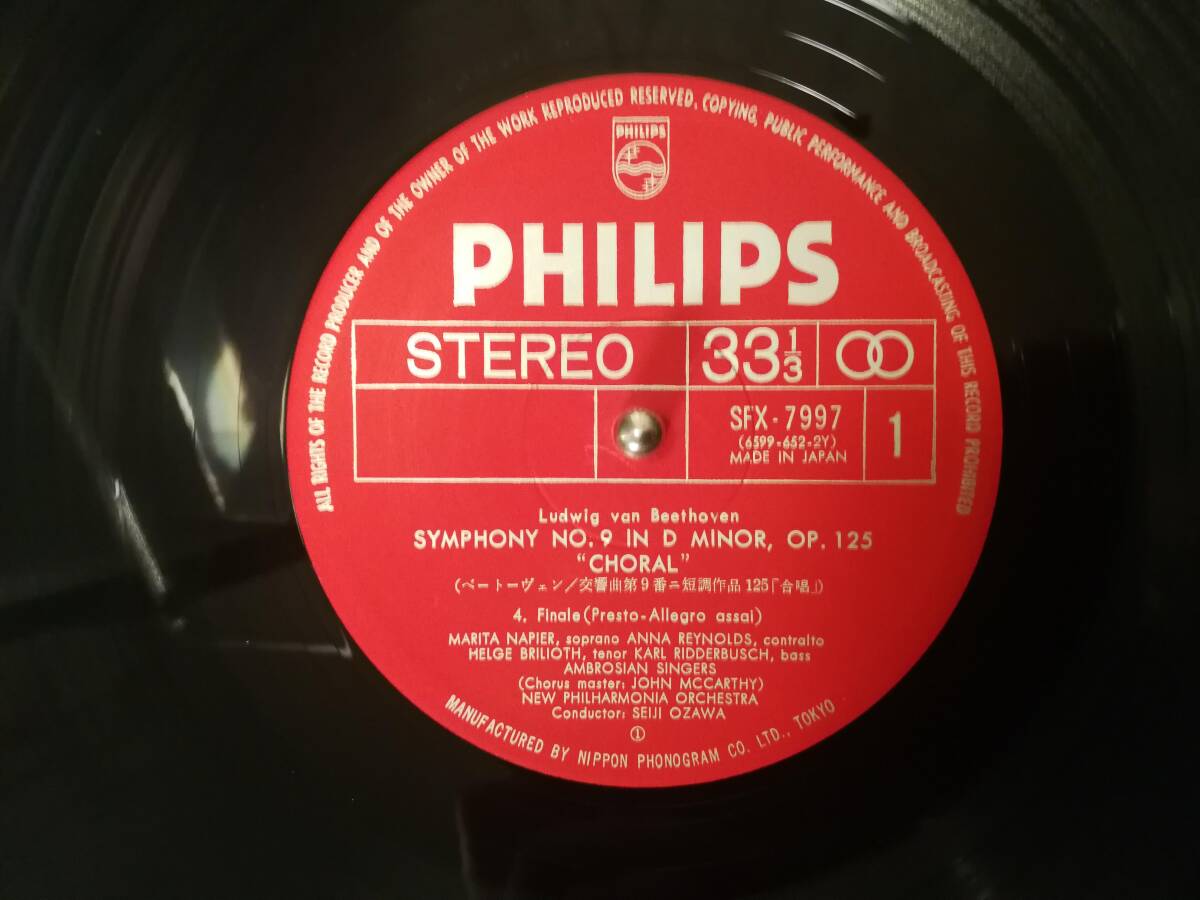 ALL RIGHTS OF THE RECORD PRODUCER AND OF THE OWNER OF THE WORK REPRODUCED RESERVED. COPYING, PUBLIC PERFORMANCE AND BROADCASTING OF THIS RECORD PROHIBITED
PHILIPS
PHILIPS
STEREO 33 1/3
SFX-7997 1
(6599-652-2Y)
MADE IN JAPAN
Ludwig van Beethoven
SYMPHONY NO. 9 IN D MINOR, OP. 125
“CHORAL”
(ベートーヴェン/交響曲第9番ニ短調作品125「合唱」)
4. Finale (Presto-Allegro assai)
MARITA NAPIER, soprano ANNA REYNOLDS, contralto
HELGE BRILIOTH, tenor KARL RIDDERBUSCH, bass
AMBROSIAN SINGERS
(Chorus master: JOHN MCCARTHY)
NEW PHILHARMONIA ORCHESTRA
Conductor: SEIJI OZAWA
①
MANUFACTURED BY NIPPON PHONOGRAM CO. LTD., TOKYO